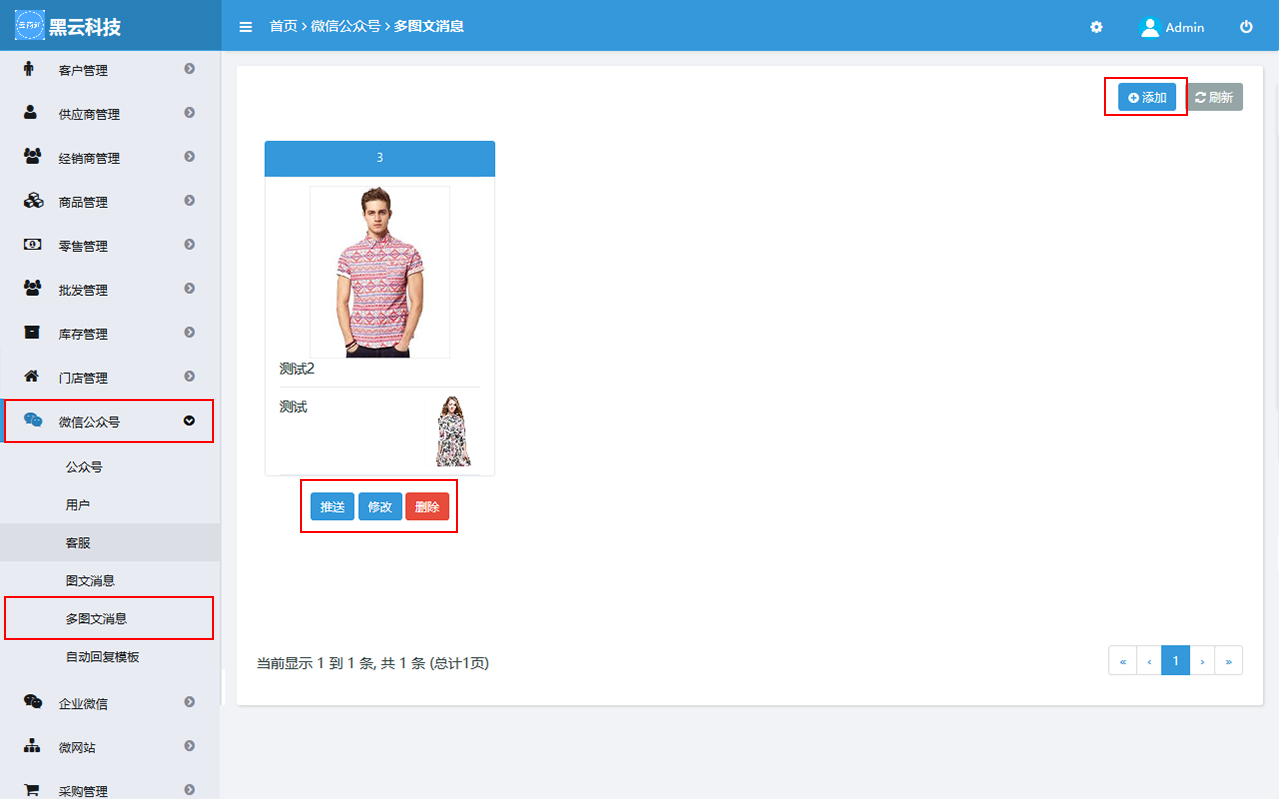 黑云科技
首页 > 微信公众号 > 多图文消息
Admin
客户管理
供应商管理
经销商管理
商品管理
零售管理
批发管理
库存管理
门店管理
微信公众号
公众号
用户
客服
图文消息
多图文消息
自动回复模板
企业微信
微网站
采购管理
添加
刷新
3
测试2
测试
推送 修改 删除
当前显示 1 到 1 条, 共 1 条 (总计1页)
« ‹ 1 › »